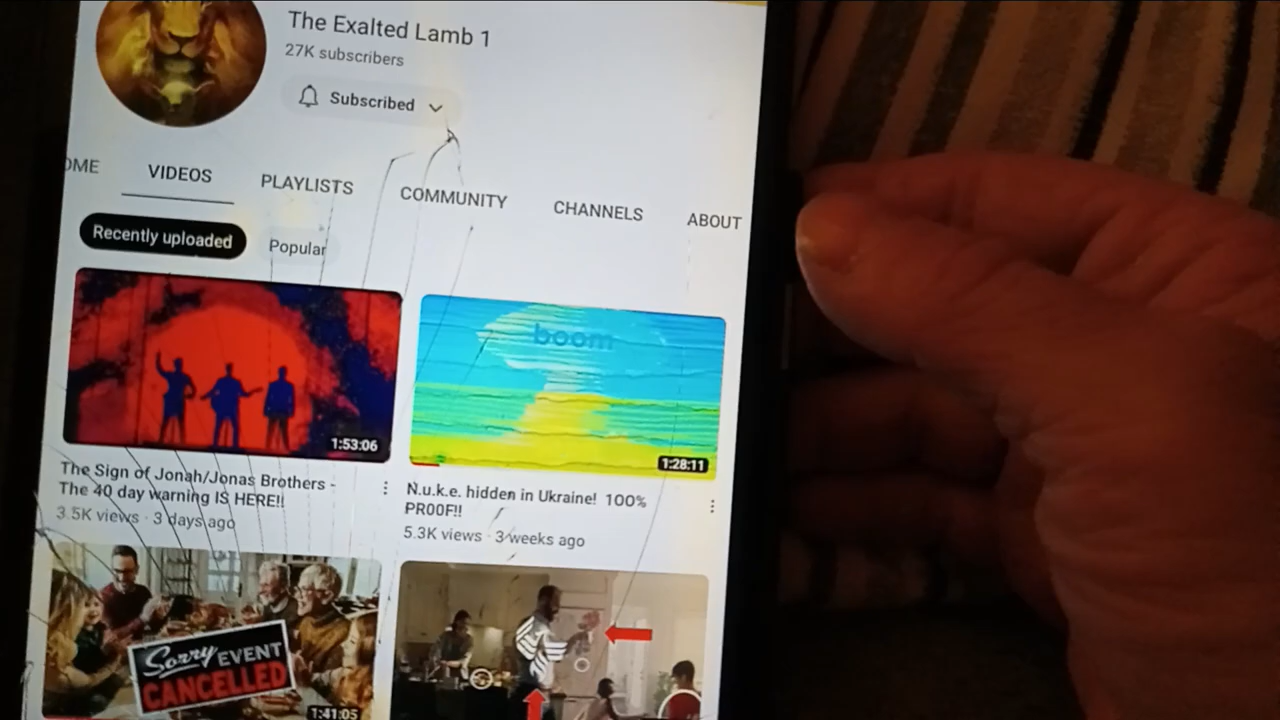 The Exalted Lamb 1
27K subscribers
Subscribed
OME VIDEOS PLAYLISTS COMMUNITY CHANNELS ABOUT
Recently uploaded Popular
1:53:06
The Sign of Jonah/Jonas Brothers -
The 40 day warning IS HERE!!
3.5K views · 3 days ago
boom
1:28:11
N.u.k.e. hidden in Ukraine! 100%
PR00F!!
5.3K views · 3 weeks ago
Sorry EVENT
CANCELLED
1:41:05